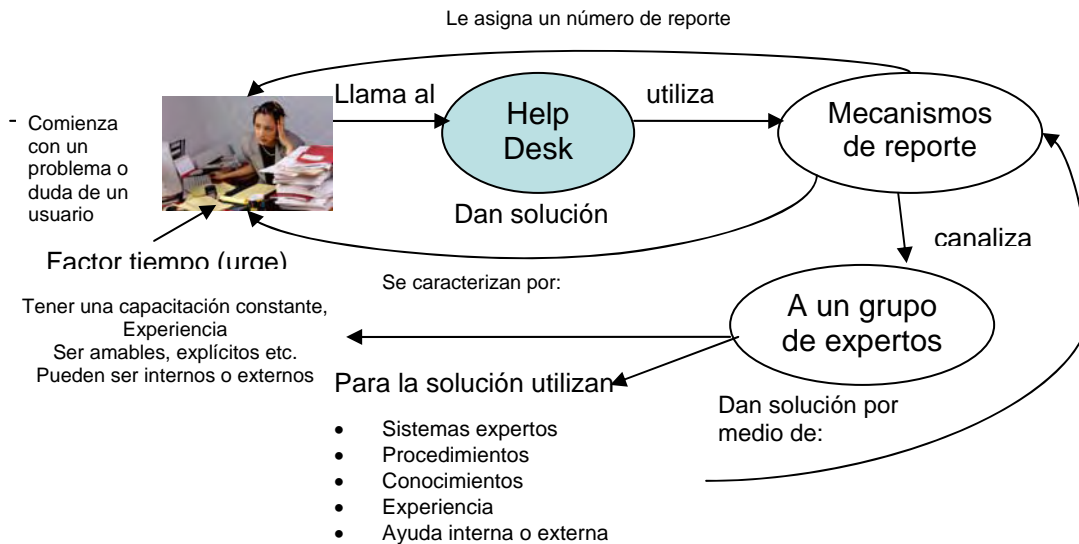 Le asigna un número de reporte
Llama al
Help
Desk
utiliza
Mecanismos
de reporte
- Comienza
con un
problema o
duda de un
usuario
Dan solución
canaliza
Factor tiempo (urge)
Se caracterizan por:
Tener una capacitación constante,
Experiencia
Ser amables, explícitos etc.
Pueden ser internos o externos
A un grupo
de expertos
Para la solución utilizan
Dan solución por
medio de:
• Sistemas expertos
• Procedimientos
• Conocimientos
• Experiencia
• Ayuda interna o externa